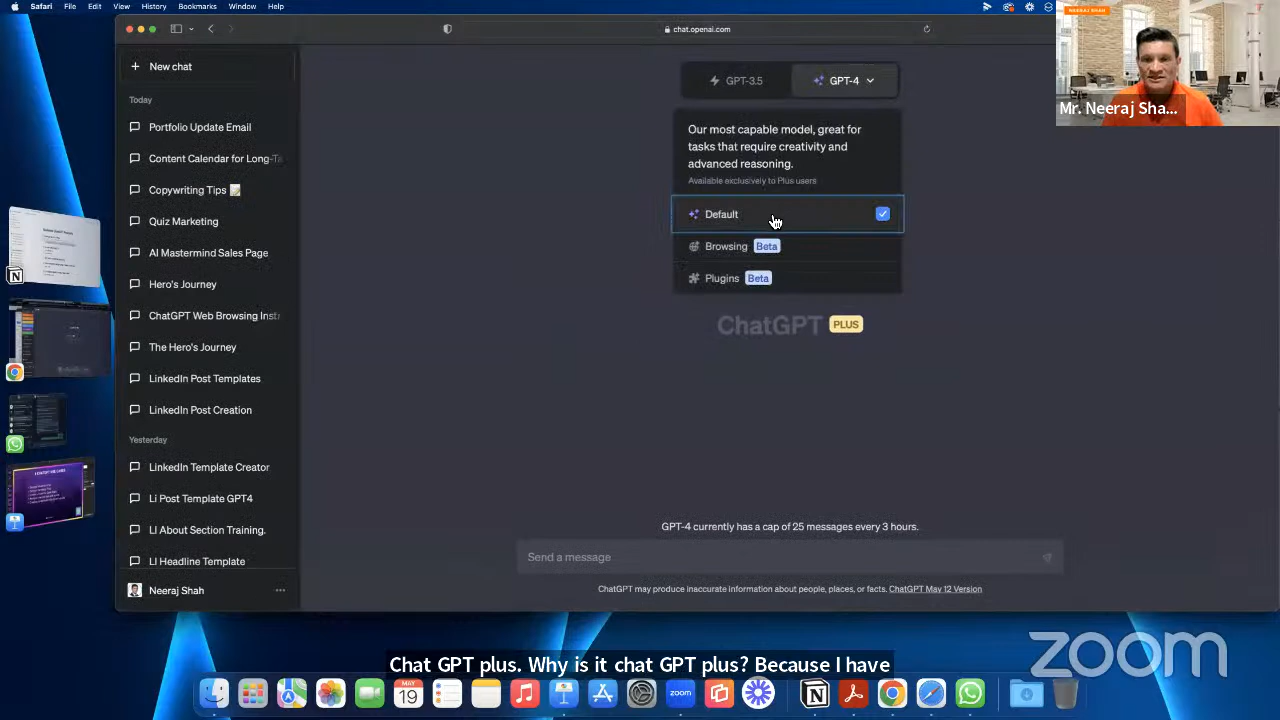 Safari File Edit View History Bookmarks Window Help
chat.openai.com
NEERAJ SHAH
Mr. Neeraj Sha...
New chat
Today
Portfolio Update Email
Content Calendar for Long-Ta
Copywriting Tips 📝
Quiz Marketing
AI Mastermind Sales Page
Hero's Journey
ChatGPT Web Browsing Instr
The Hero's Journey
LinkedIn Post Templates
LinkedIn Post Creation
Yesterday
LinkedIn Template Creator
Li Post Template GPT4
LI About Section Training.
LI Headline Template
Neeraj Shah
GPT-3.5 GPT-4
Our most capable model, great for
tasks that require creativity and
advanced reasoning.
Available exclusively to Plus users
Default
Browsing Beta
Plugins Beta
ChatGPT PLUS
GPT-4 currently has a cap of 25 messages every 3 hours.
Send a message
ChatGPT may produce inaccurate information about people, places, or facts. ChatGPT May 12 Version
zoom
Chat GPT plus. Why is it chat GPT plus? Because I have
MAY
19
zoom